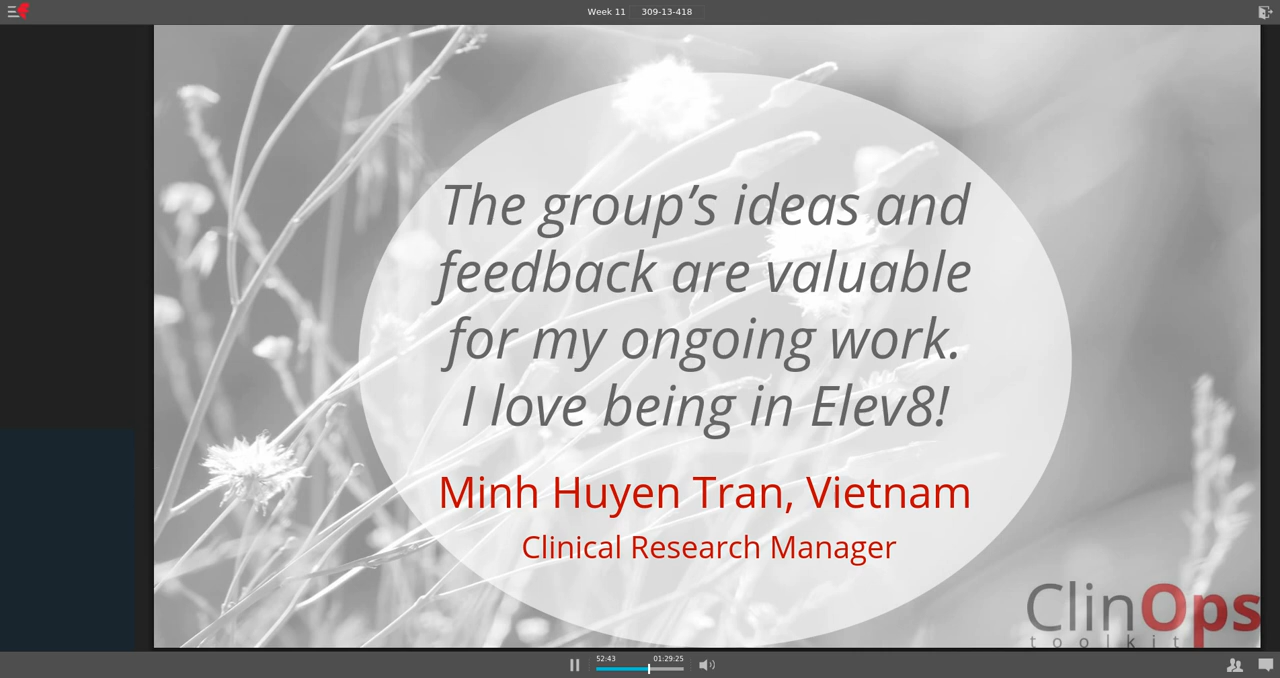 Week 11 309-13-418
The group’s ideas and
feedback are valuable
for my ongoing work.
I love being in Elev8!
Minh Huyen Tran, Vietnam
Clinical Research Manager
ClinOps
toolkit
52:43 01:29:25